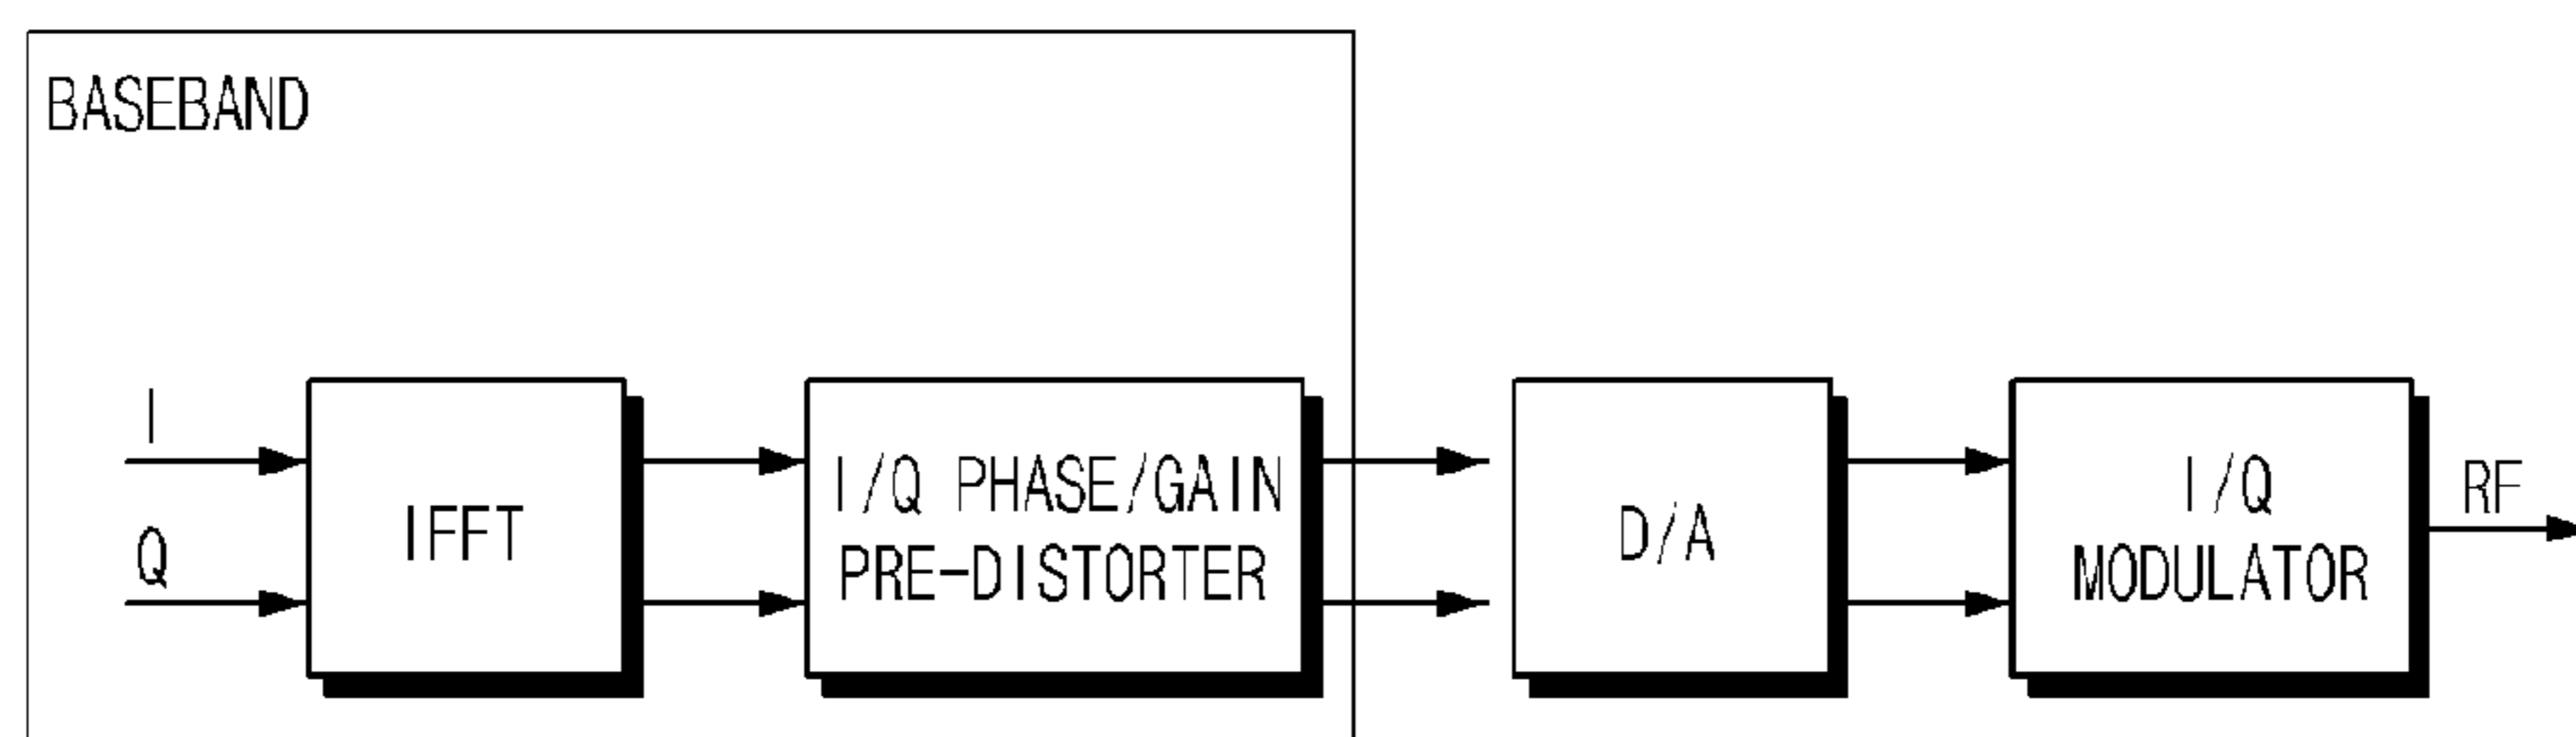 BASEBAND
I
Q
IFFT
I/Q PHASE/GAIN
PRE-DISTORTER
D/A
I/Q
MODULATOR
RF